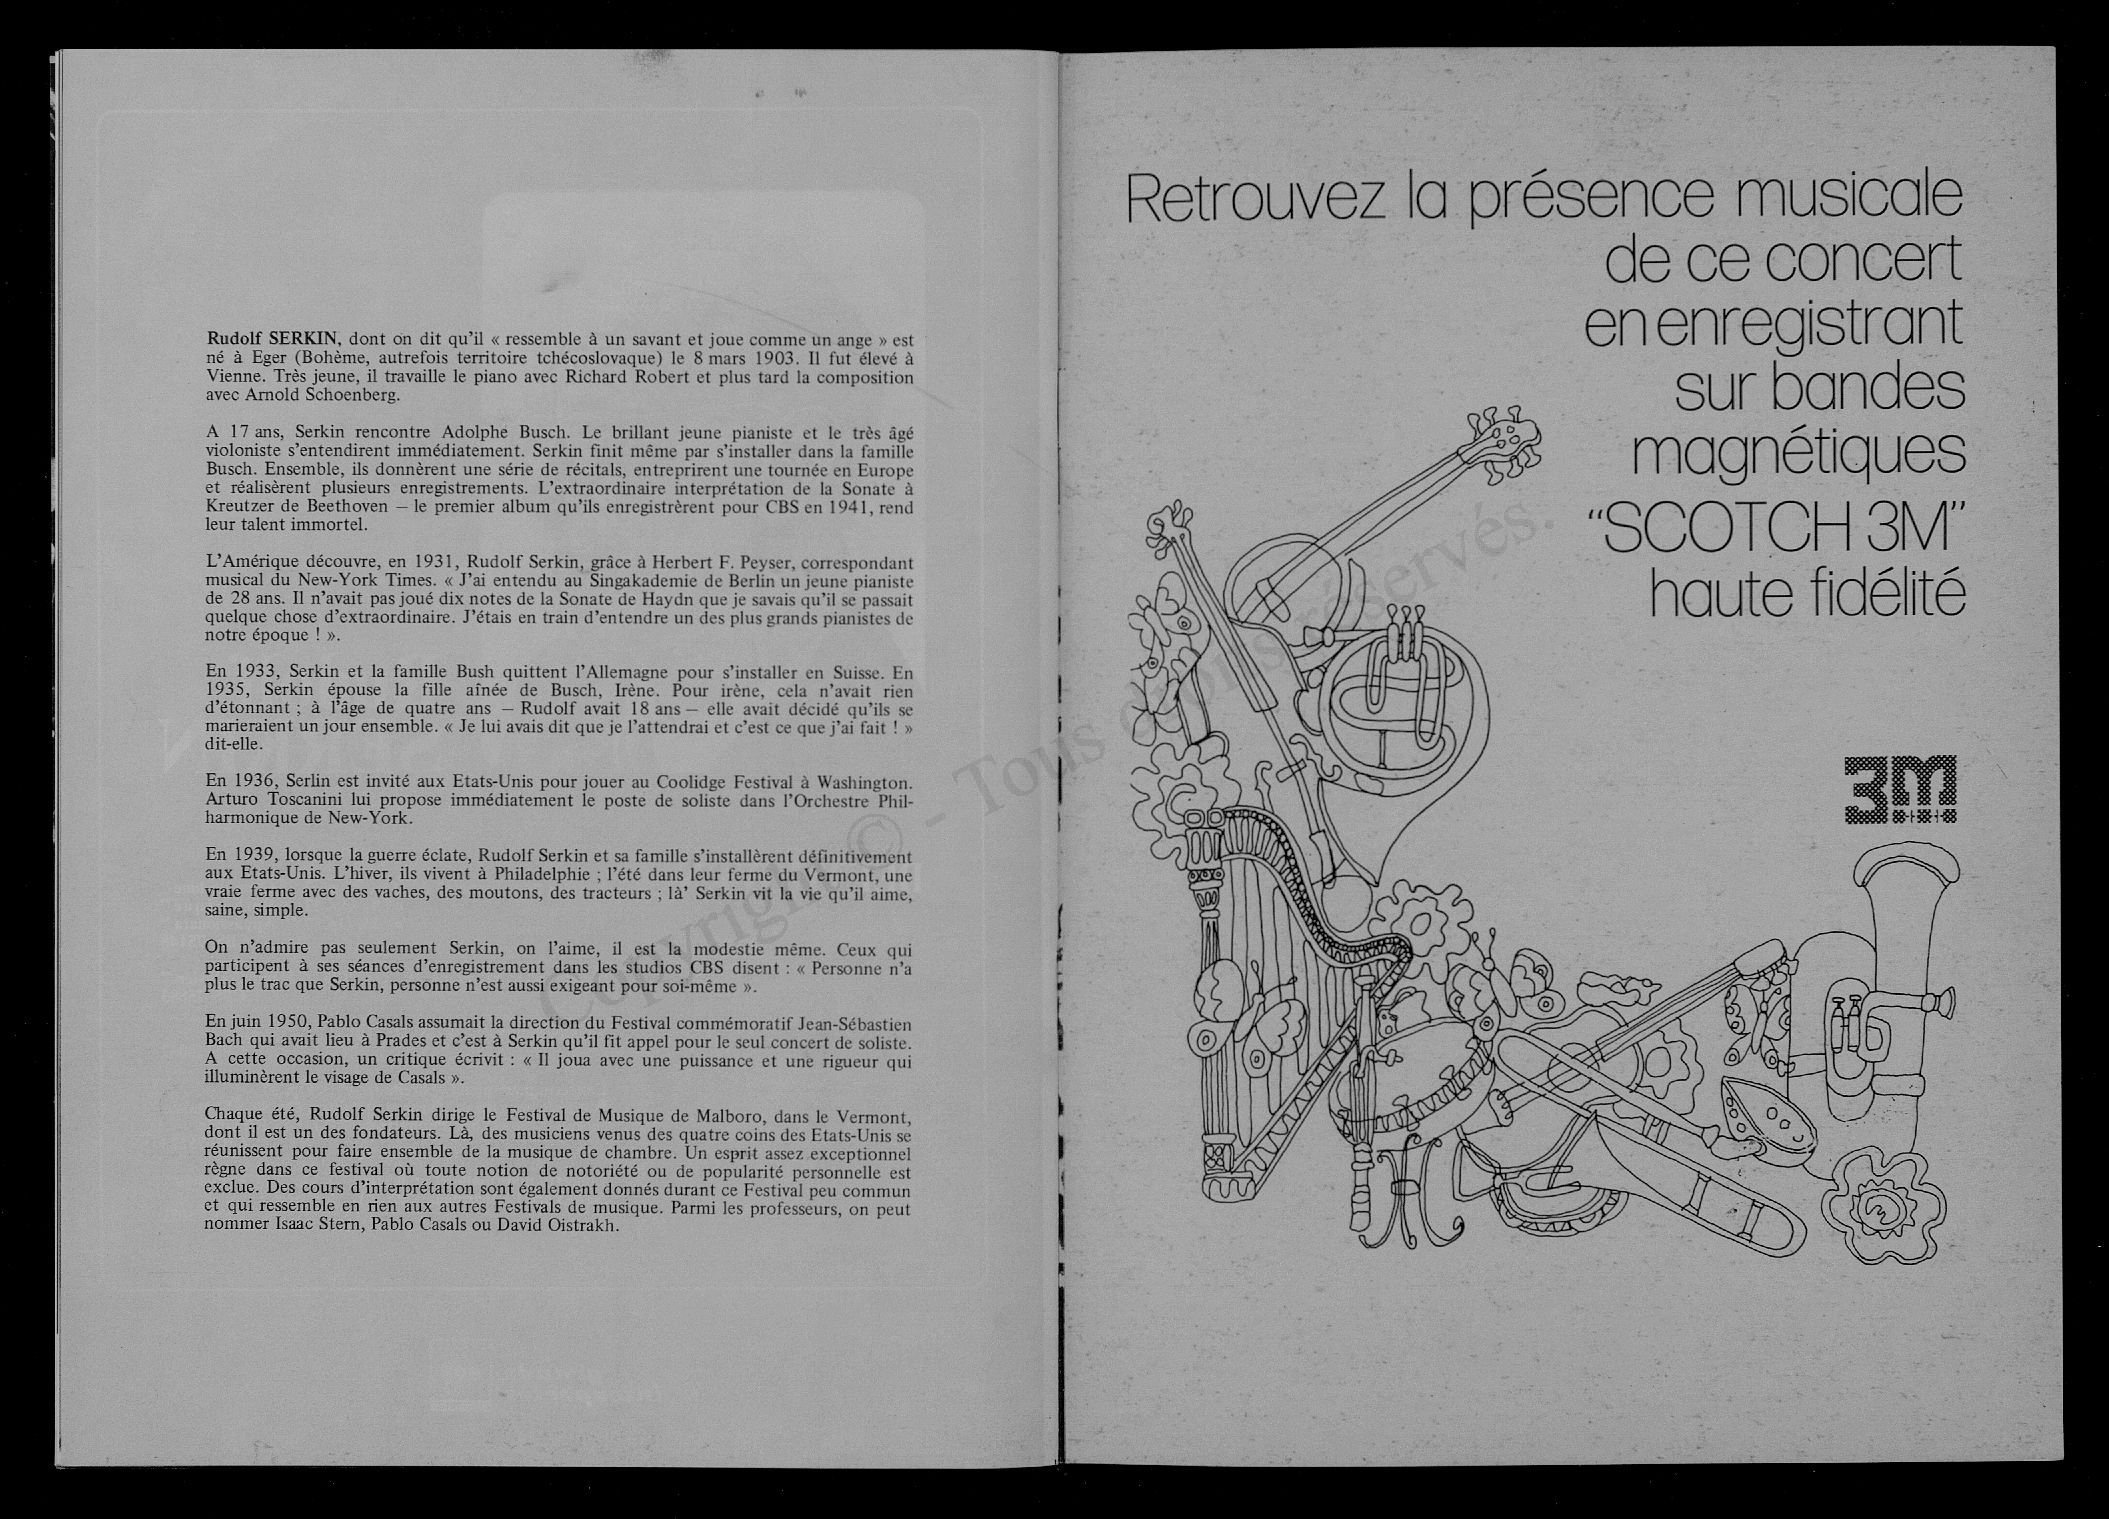 Rudolf SERKIN, dont on dit qu'il « ressemble à un savant et joue comme un ange » est
né à Eger (Bohème, autrefois territoire tchécoslovaque) le 8 mars 1903. Il fut élevé à
Vienne. Très jeune, il travaille le piano avec Richard Robert et plus tard la composition
avec Arnold Schoenberg.
A 17 ans, Serkin rencontre Adolphe Busch. Le brillant jeune pianiste et le très âgé
violoniste s'entendirent immédiatement. Serkin finit même par s'installer dans la famille
Busch. Ensemble, ils donnèrent une série de récitals, entreprirent une tournée en Europe
et réalisèrent plusieurs enregistrements. L'extraordinaire interprétation de la Sonate à
Kreutzer de Beethoven – le premier album qu'ils enregistrèrent pour CBS en 1941, rend
leur talent immortel.
L'Amérique découvre, en 1931, Rudolf Serkin, grâce à Herbert F. Peyser, correspondant
musical du New-York Times. « J'ai entendu au Singakademie de Berlin un jeune pianiste
de 28 ans. Il n'avait pas joué dix notes de la Sonate de Haydn que je savais qu'il se passait
quelque chose d'extraordinaire. J'étais en train d'entendre un des plus grands pianistes de
notre époque ! ».
En 1933, Serkin et la famille Bush quittent l'Allemagne pour s'installer en Suisse. En
1935, Serkin épouse la fille aînée de Busch, Irène. Pour irène, cela n'avait rien
d'étonnant ; à l'âge de quatre ans – Rudolf avait 18 ans – elle avait décidé qu'ils se
marieraient un jour ensemble. « Je lui avais dit que je l'attendrai et c'est ce que j'ai fait ! »
dit-elle.
En 1936, Serlin est invité aux Etats-Unis pour jouer au Coolidge Festival à Washington.
Arturo Toscanini lui propose immédiatement le poste de soliste dans l'Orchestre Phil-
harmonique de New-York.
En 1939, lorsque la guerre éclate, Rudolf Serkin et sa famille s'installèrent définitivement
aux Etats-Unis. L'hiver, ils vivent à Philadelphie ; l'été dans leur ferme du Vermont, une
vraie ferme avec des vaches, des moutons, des tracteurs ; là' Serkin vit la vie qu'il aime,
saine, simple.
On n'admire pas seulement Serkin, on l'aime, il est la modestie même. Ceux qui
participent à ses séances d'enregistrement dans les studios CBS disent : « Personne n'a
plus le trac que Serkin, personne n'est aussi exigeant pour soi-même ».
En juin 1950, Pablo Casals assumait la direction du Festival commémoratif Jean-Sébastien
Bach qui avait lieu à Prades et c'est à Serkin qu'il fit appel pour le seul concert de soliste.
A cette occasion, un critique écrivit : « Il joua avec une puissance et une rigueur qui
illuminèrent le visage de Casals ».
Chaque été, Rudolf Serkin dirige le Festival de Musique de Malboro, dans le Vermont,
dont il est un des fondateurs. Là, des musiciens venus des quatre coins des Etats-Unis se
réunissent pour faire ensemble de la musique de chambre. Un esprit assez exceptionnel
règne dans ce festival où toute notion de notoriété ou de popularité personnelle est
exclue. Des cours d'interprétation sont également donnés durant ce Festival peu commun
et qui ressemble en rien aux autres Festivals de musique. Parmi les professeurs, on peut
nommer Isaac Stern, Pablo Casals ou David Oistrakh.
Retrouvez la présence musicale
de ce concert
en enregistrant
sur bandes
magnétiques
"SCOTCH 3M"
haute fidélité
3M
Copyright © - Tous droits réservés.